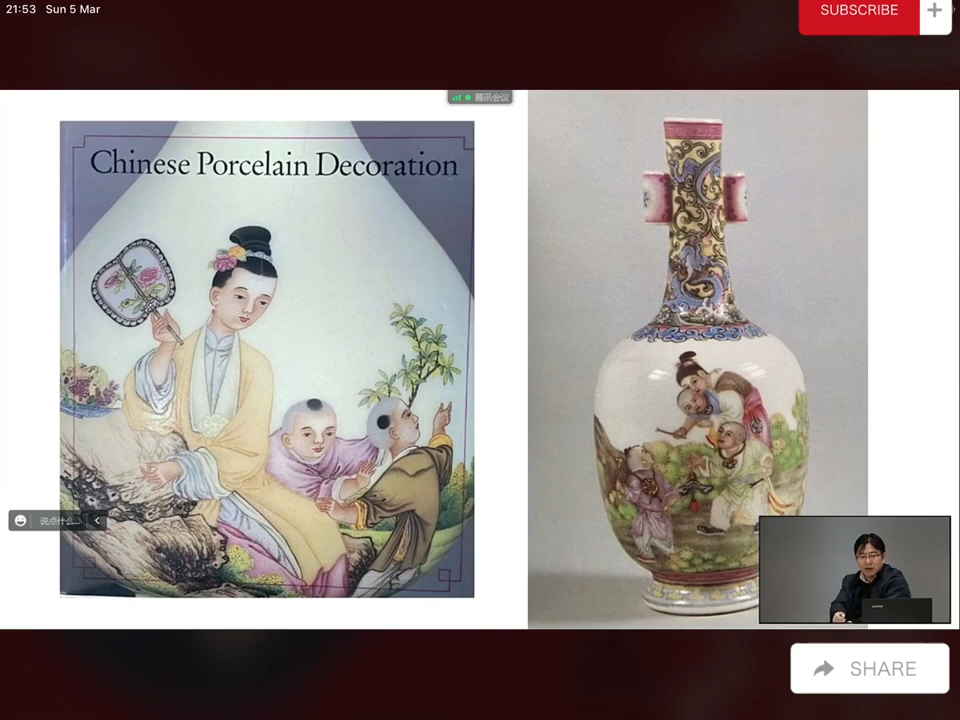 21:53 Sun 5 Mar
SUBSCRIBE
腾讯会议
Chinese Porcelain Decoration
说点什么...
SHARE